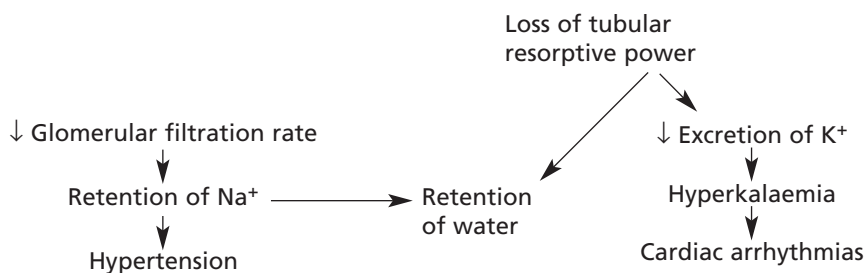 Loss of tubular
resorptive power
↓ Glomerular filtration rate
↓ Excretion of K⁺
Retention of Na⁺
Retention
of water
Hyperkalaemia
Hypertension
Cardiac arrhythmias